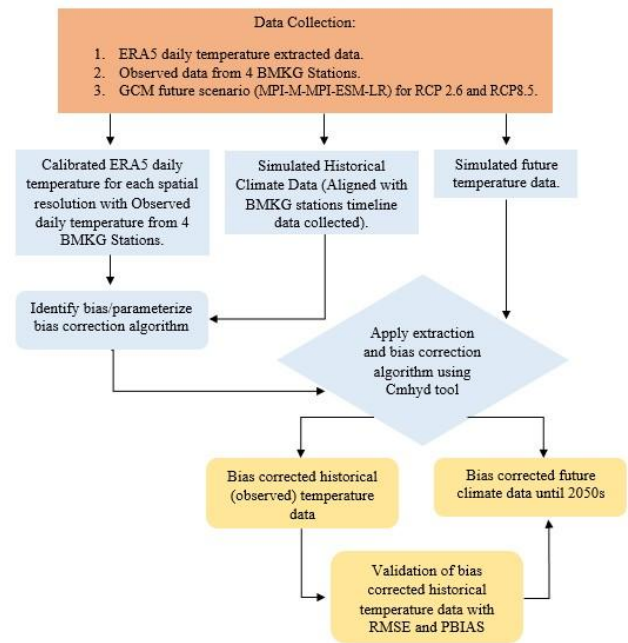 Data Collection:
1. ERA5 daily temperature extracted data.
2. Observed data from 4 BMKG Stations.
3. GCM future scenario (MPI-M-MPI-ESM-LR) for RCP 2.6 and RCP8.5.
Calibrated ERA5 daily
temperature for each spatial
resolution with Observed
daily temperature from 4
BMKG Stations.
Simulated Historical
Climate Data (Aligned with
BMKG stations timeline
data collected).
Simulated future
temperature data.
Identify bias/parameterize
bias correction algorithm
Apply extraction
and bias correction
algorithm using
Cmhyd tool
Bias corrected historical
(observed) temperature
data
Bias corrected future
climate data until 2050s
Validation of bias
corrected historical
temperature data with
RMSE and PBIAS